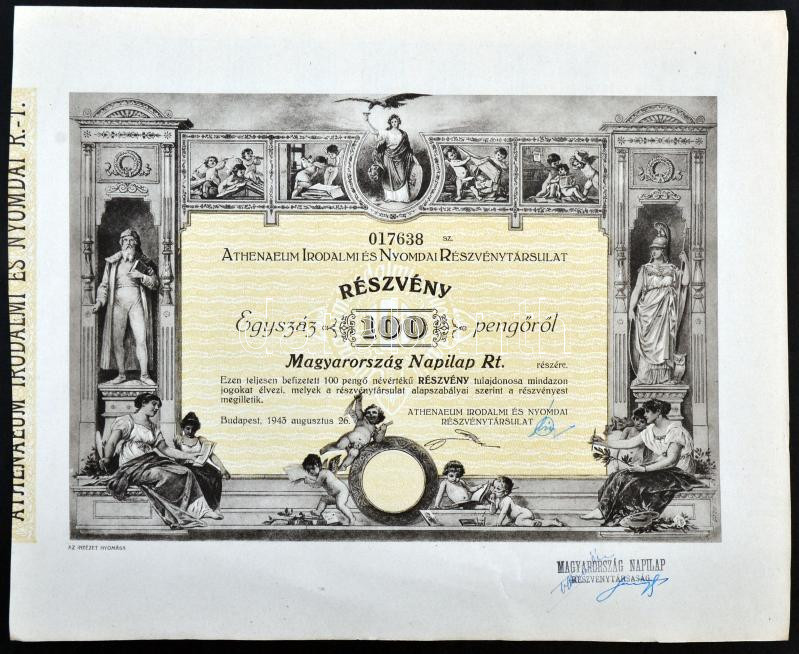 ATHENAEUM IRODALMI ÉS NYOMDAI R.-T.
017638 SZ.
ATHENAEUM IRODALMI ÉS NYOMDAI RÉSZVÉNYTÁRSULAT
RÉSZVÉNY
Egyszáz 100 pengőről
Magyarország Napilap Rt. részére.
Ezen teljesen befizetett 100 pengő névértékű RÉSZVÉNY tulajdonosa mindazon
jogokat élvezi, melyek a részvénytársulat alapszabályai szerint a részvényest
megilletik.
Budapest, 1943 augusztus 26.
ATHENAEUM IRODALMI ÉS NYOMDAI
RÉSZVÉNYTÁRSULAT
AZ INTÉZET NYOMÁSA
MAGYARORSZÁG NAPILAP
RÉSZVÉNYTÁRSASÁG